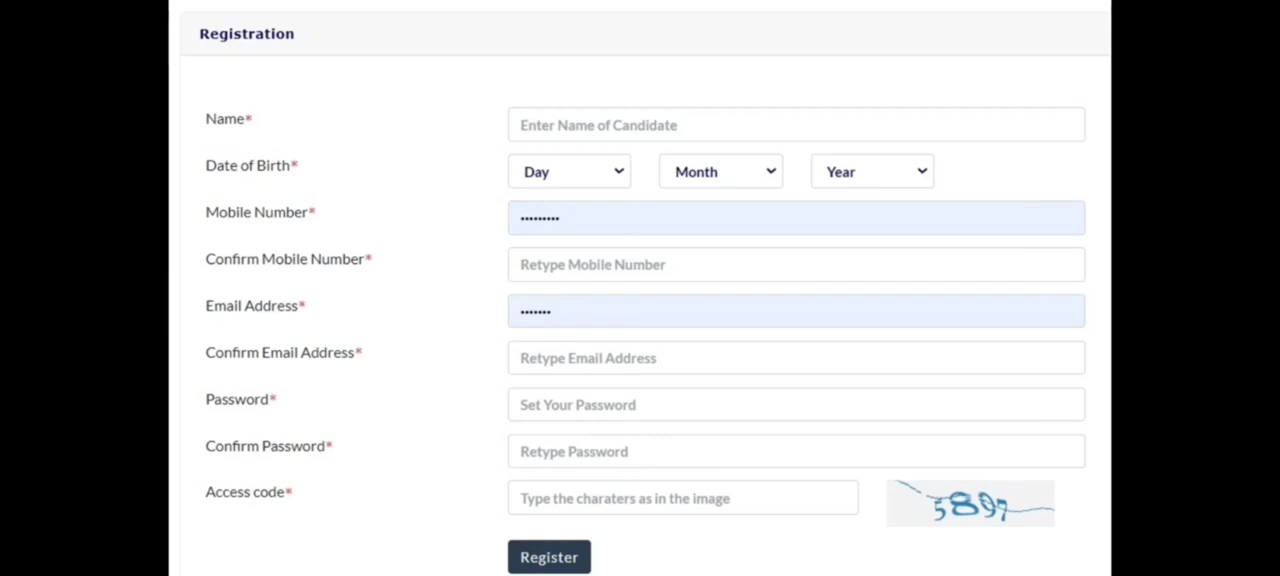 Registration
Name*
Enter Name of Candidate
Date of Birth*
Day
Month
Year
Mobile Number*
•••••••••
Confirm Mobile Number*
Retype Mobile Number
Email Address*
•••••••
Confirm Email Address*
Retype Email Address
Password*
Set Your Password
Confirm Password*
Retype Password
Access code*
Type the charaters as in the image
5897
Register